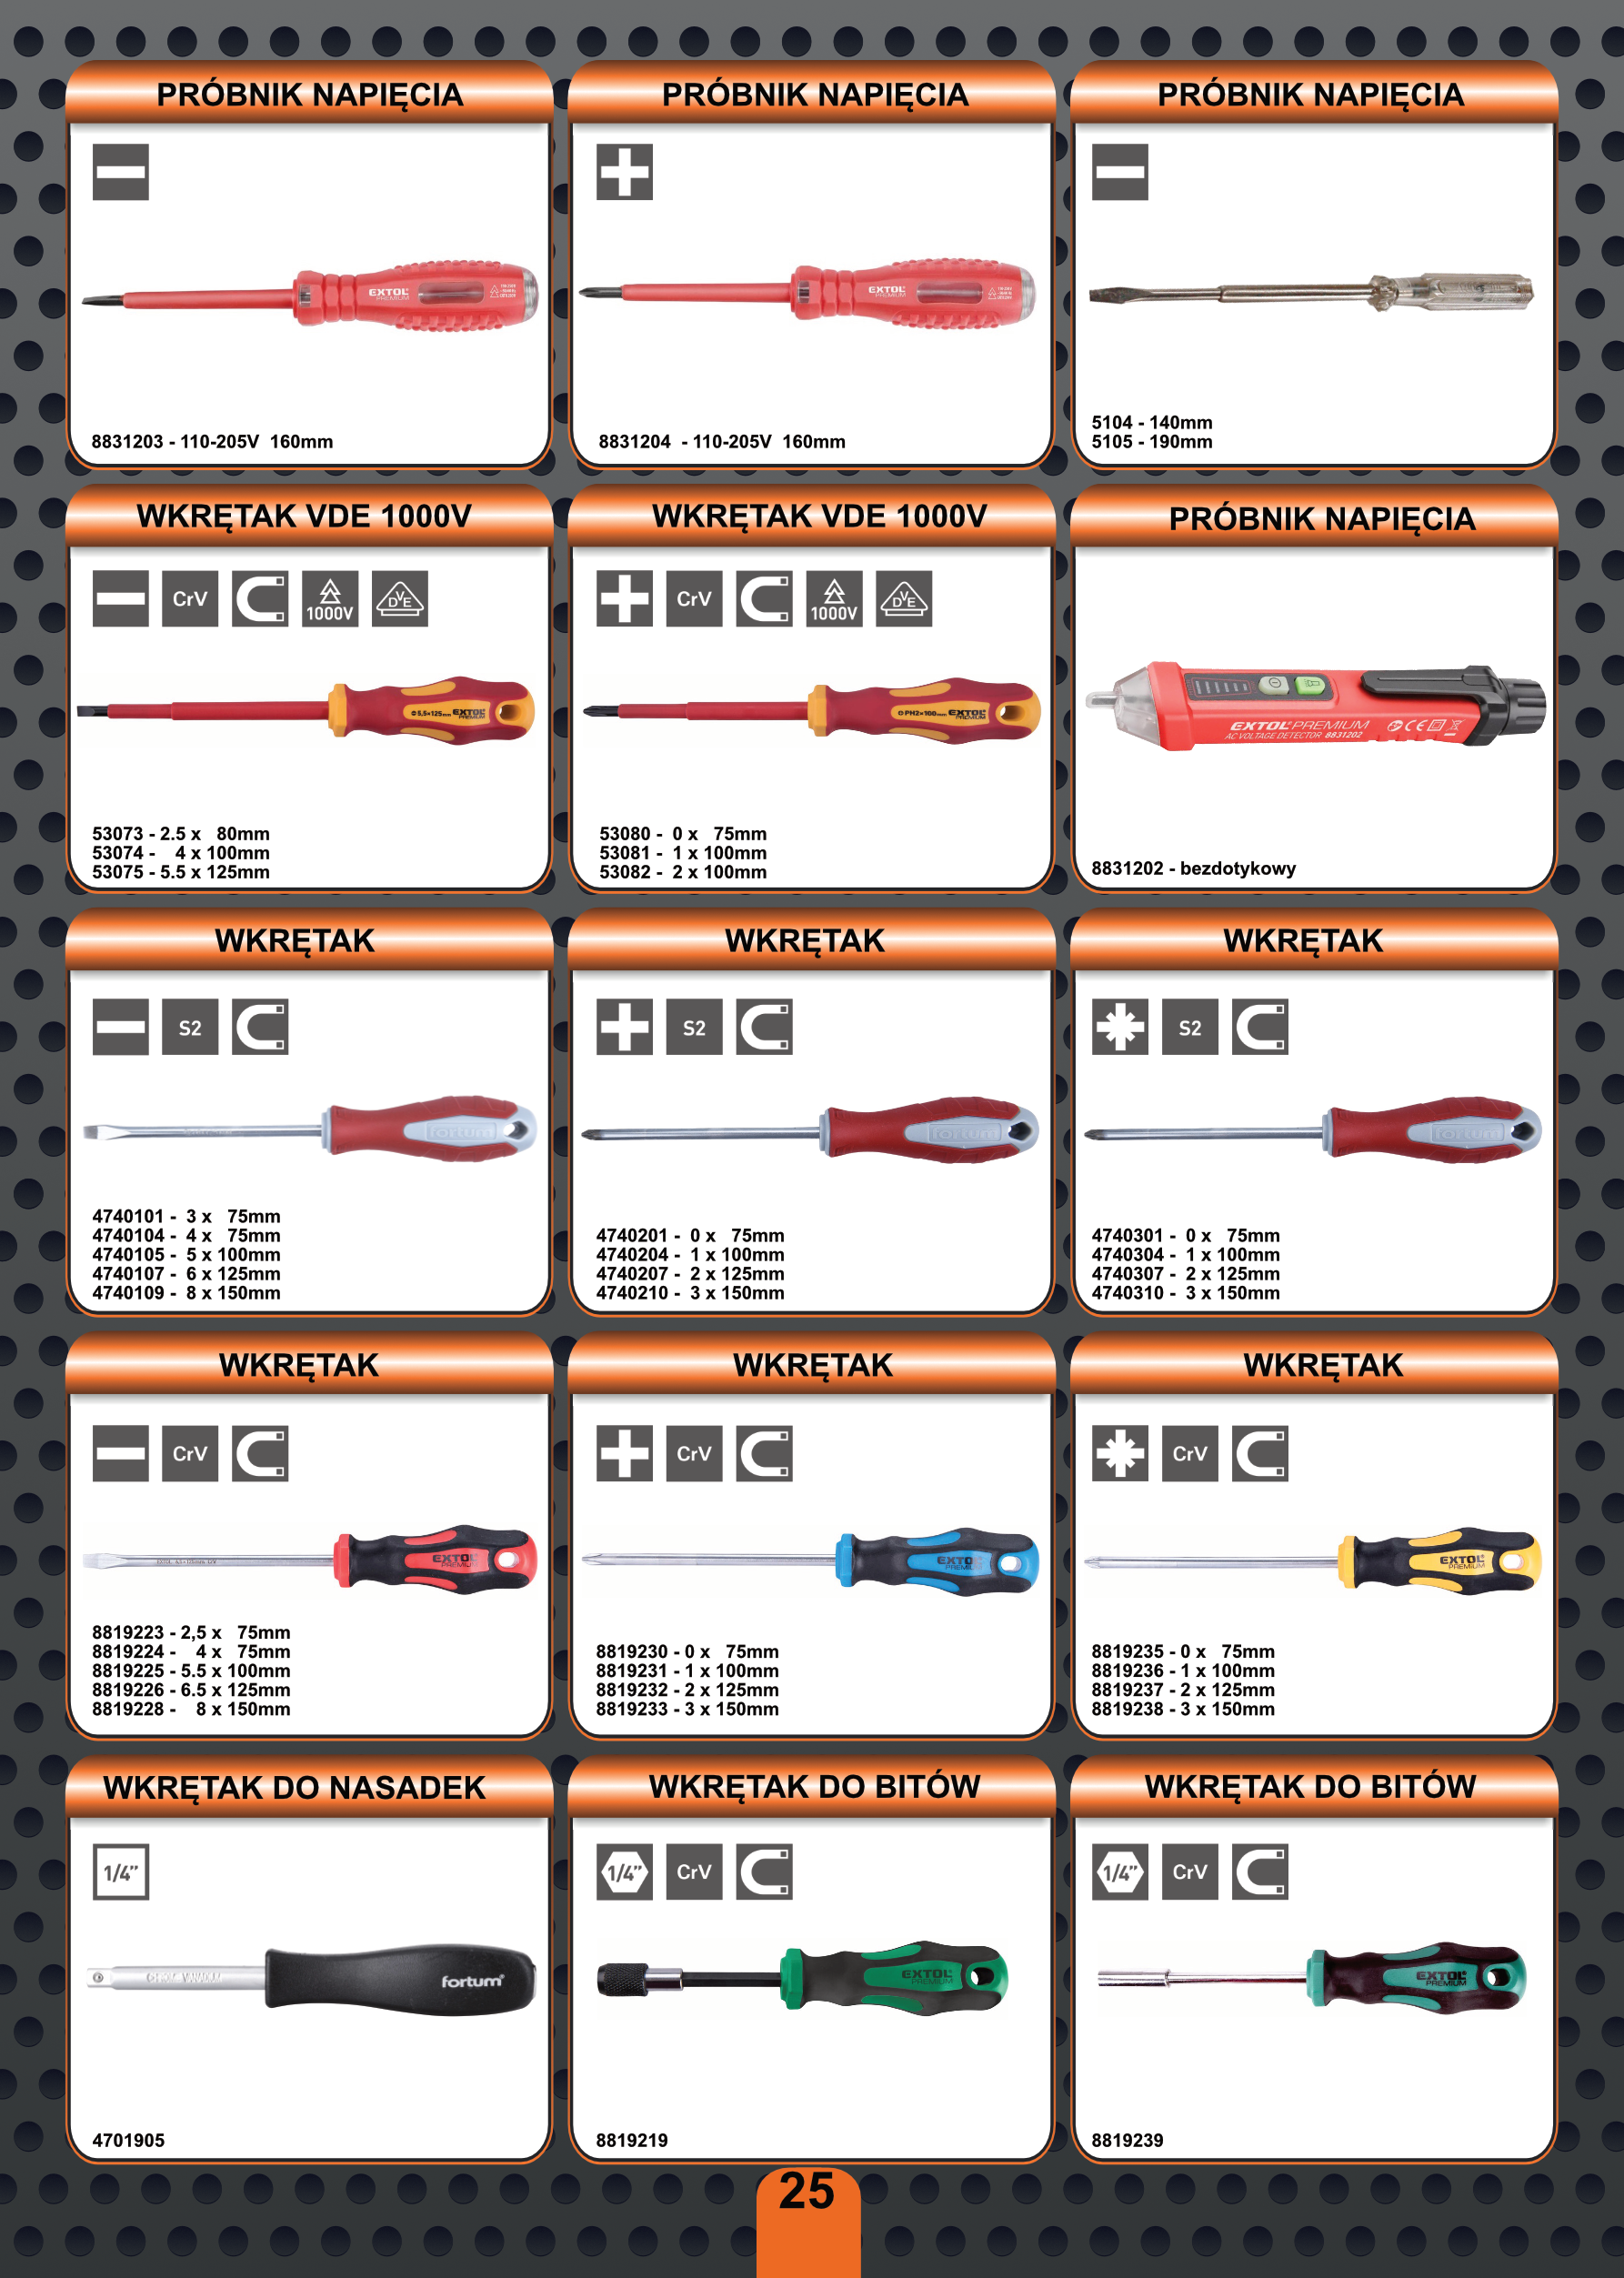 PRÓBNIK NAPIĘCIA
EXTOL
PREMIUM
8831203 - 110-205V 160mm
PRÓBNIK NAPIĘCIA
EXTOL
PREMIUM
8831204 - 110-205V 160mm
PRÓBNIK NAPIĘCIA
5104 - 140mm
5105 - 190mm
WKRĘTAK VDE 1000V
CrV
1000V
DVE
5,5×125mm EXTOL PREMIUM
53073 - 2.5 x 80mm
53074 - 4 x 100mm
53075 - 5.5 x 125mm
WKRĘTAK VDE 1000V
CrV
1000V
DVE
PH2×100mm EXTOL PREMIUM
53080 - 0 x 75mm
53081 - 1 x 100mm
53082 - 2 x 100mm
PRÓBNIK NAPIĘCIA
EXTOL PREMIUM CE
AC VOLTAGE DETECTOR 8831202
8831202 - bezdotykowy
WKRĘTAK
S2
fortum
4740101 - 3 x 75mm
4740104 - 4 x 75mm
4740105 - 5 x 100mm
4740107 - 6 x 125mm
4740109 - 8 x 150mm
WKRĘTAK
S2
fortum
4740201 - 0 x 75mm
4740204 - 1 x 100mm
4740207 - 2 x 125mm
4740210 - 3 x 150mm
WKRĘTAK
S2
fortum
4740301 - 0 x 75mm
4740304 - 1 x 100mm
4740307 - 2 x 125mm
4740310 - 3 x 150mm
WKRĘTAK
CrV
EXTOL
PREMIUM
8819223 - 2,5 x 75mm
8819224 - 4 x 75mm
8819225 - 5.5 x 100mm
8819226 - 6.5 x 125mm
8819228 - 8 x 150mm
WKRĘTAK
CrV
EXTOL
PREMIUM
8819230 - 0 x 75mm
8819231 - 1 x 100mm
8819232 - 2 x 125mm
8819233 - 3 x 150mm
WKRĘTAK
CrV
EXTOL
PREMIUM
8819235 - 0 x 75mm
8819236 - 1 x 100mm
8819237 - 2 x 125mm
8819238 - 3 x 150mm
WKRĘTAK DO NASADEK
1/4”
fortum
4701905
WKRĘTAK DO BITÓW
1/4” CrV
EXTOL
PREMIUM
8819219
WKRĘTAK DO BITÓW
1/4” CrV
EXTOL
PREMIUM
8819239
25